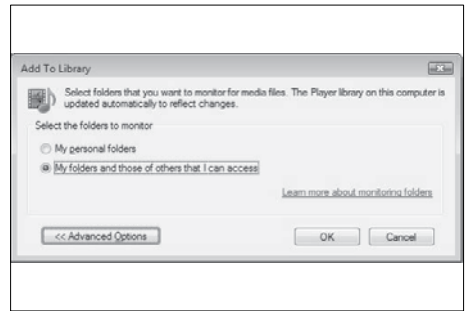 Add To Library
Select folders that you want to monitor for media files. The Player library on this computer is
updated automatically to reflect changes.
Select the folders to monitor
My personal folders
My folders and those of others that I can access
Learn more about monitoring folders
<< Advanced Options
OK
Cancel